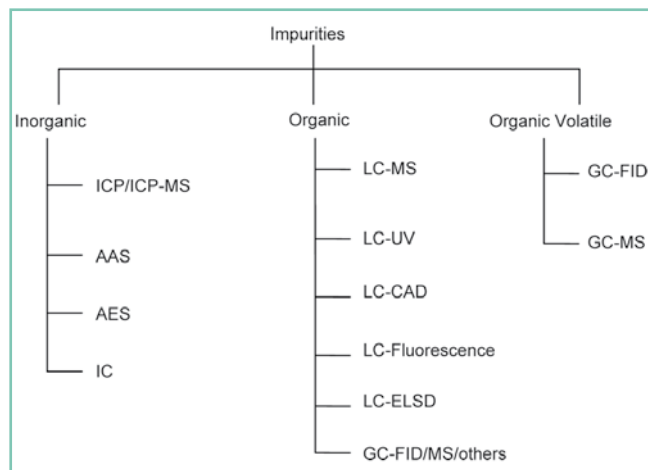 Impurities
Inorganic
ICP/ICP-MS
AAS
AES
IC
Organic
LC-MS
LC-UV
LC-CAD
LC-Fluorescence
LC-ELSD
GC-FID/MS/others
Organic Volatile
GC-FID
GC-MS